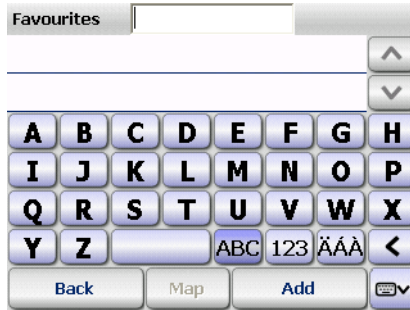 Favourites
A B C D E F G H
I J K L M N O P
Q R S T U V W X
Y Z ABC 123 ÄÁÀ <
Back Map Add